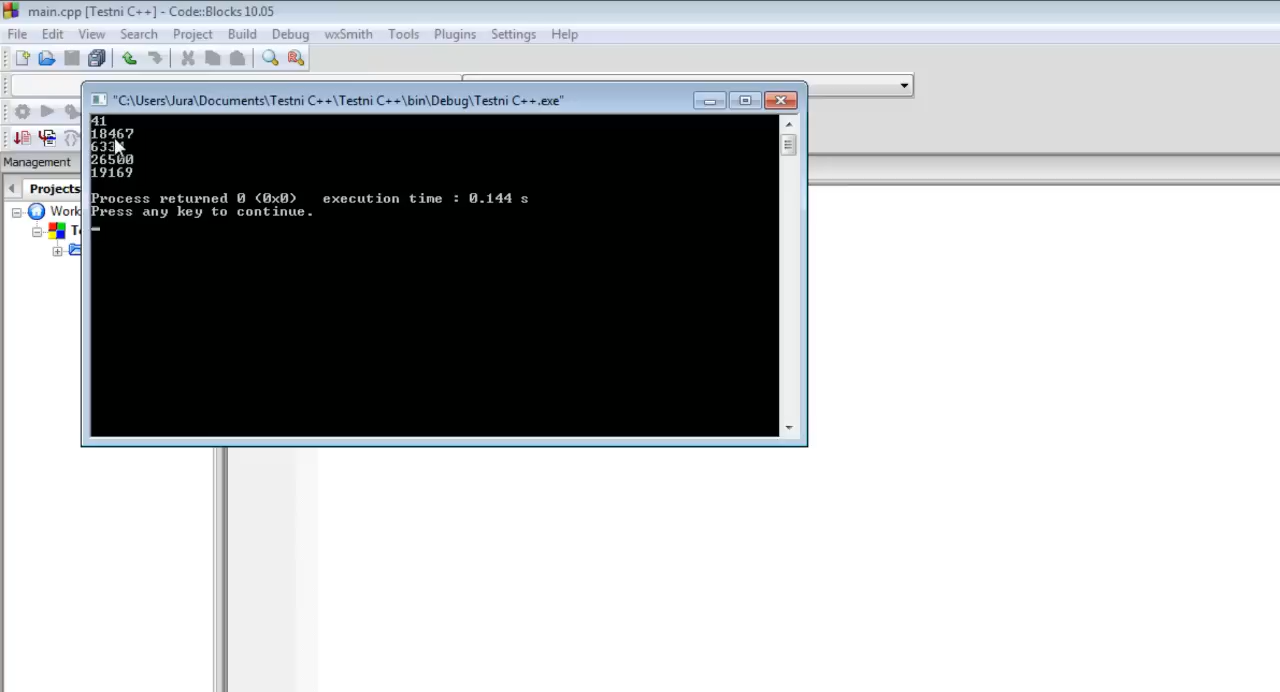 main.cpp [Testni C++] - Code::Blocks 10.05
File Edit View Search Project Build Debug wxSmith Tools Plugins Settings Help
"C:\Users\Jura\Documents\Testni C++\Testni C++\bin\Debug\Testni C++.exe"
41
18467
6334
26500
19169
Process returned 0 (0x0) execution time : 0.144 s
Press any key to continue.
Management
Projects